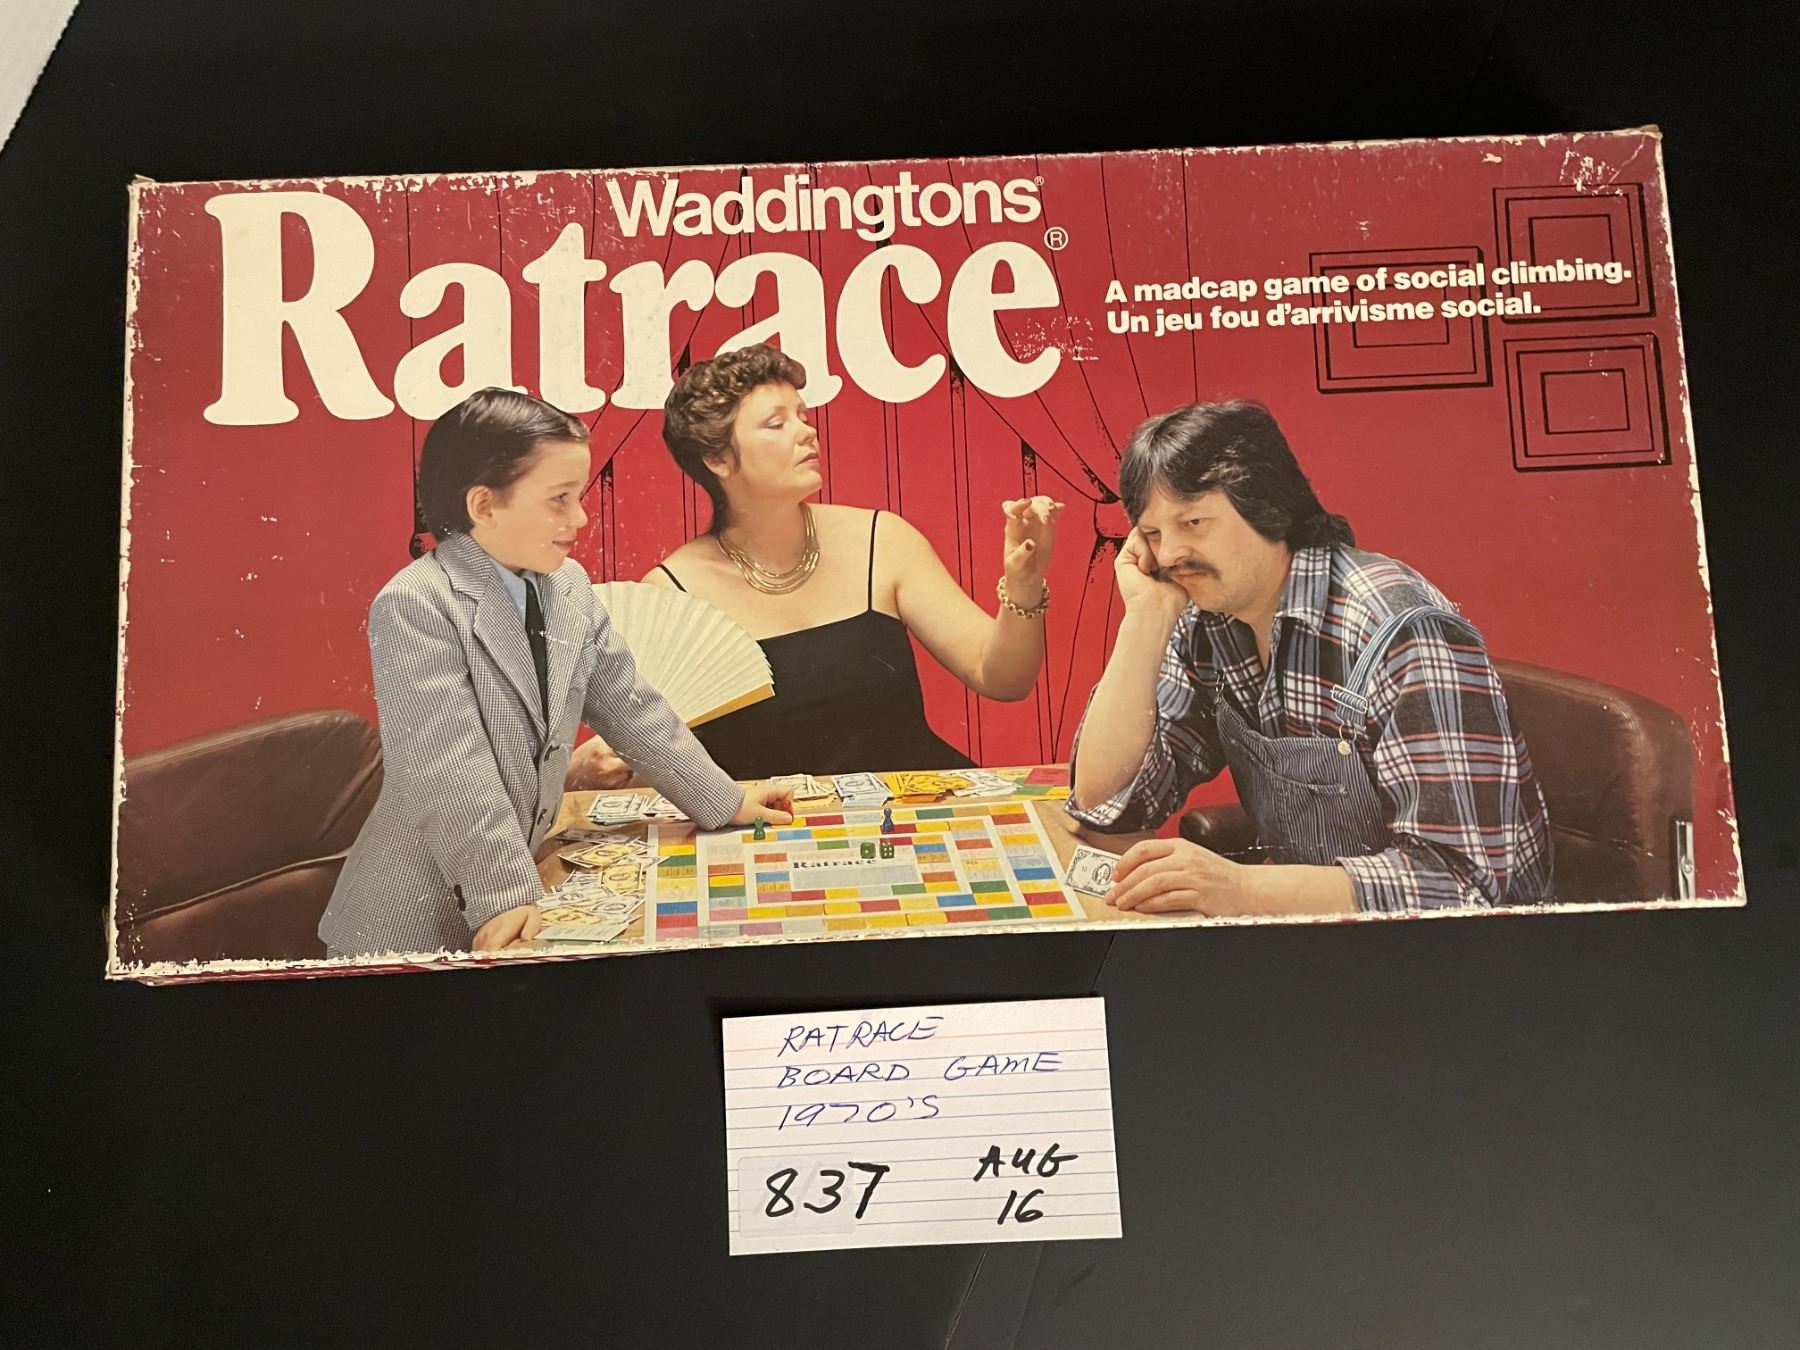 Waddingtons®
Ratrace®
A madcap game of social climbing.
Un jeu fou d'arrivisme social.
Ratrace
RATRACE
BOARD GAME
1970'S
837
AUG
16